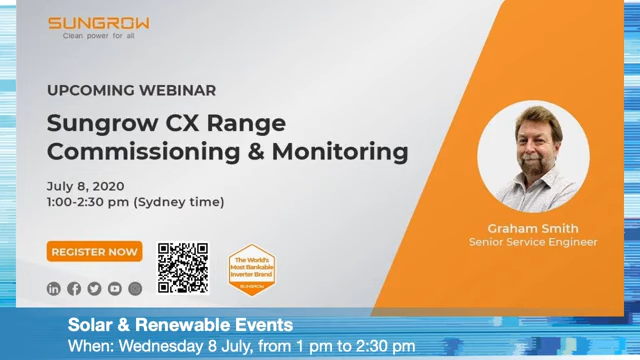 SUNGROW
Clean power for all
UPCOMING WEBINAR
Sungrow CX Range
Commissioning & Monitoring
July 8, 2020
1:00-2:30 pm (Sydney time)
REGISTER NOW
The World's
Most Bankable
Inverter Brand
SUNGROW
Graham Smith
Senior Service Engineer
Solar & Renewable Events
When: Wednesday 8 July, from 1 pm to 2:30 pm